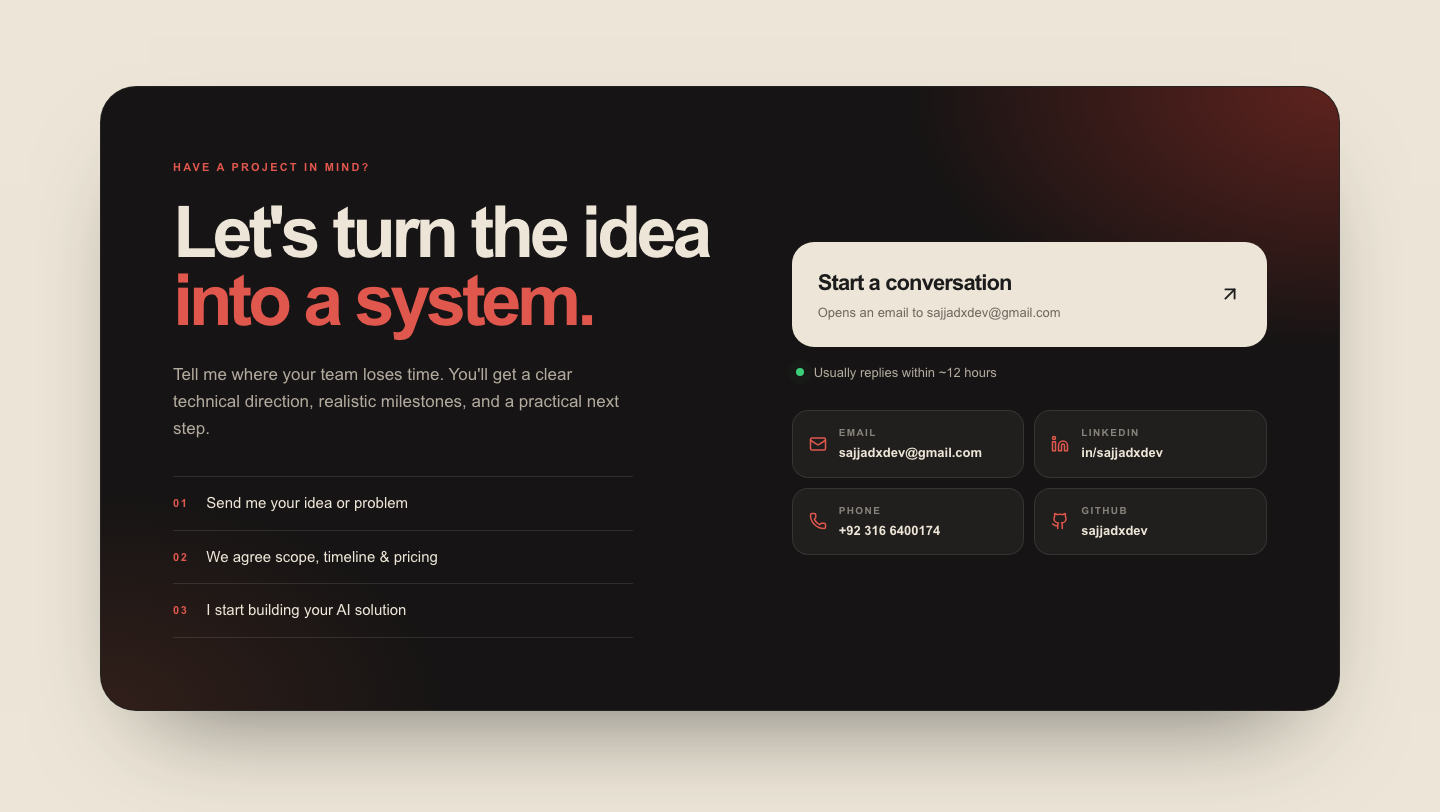 HAVE A PROJECT IN MIND?
Let's turn the idea
into a system.
Tell me where your team loses time. You'll get a clear
technical direction, realistic milestones, and a practical next
step.
01 Send me your idea or problem
02 We agree scope, timeline & pricing
03 I start building your AI solution
Start a conversation
Opens an email to sajjadxdev@gmail.com
Usually replies within ~12 hours
EMAIL
sajjadxdev@gmail.com
LINKEDIN
in/sajjadxdev
PHONE
+92 316 6400174
GITHUB
sajjadxdev